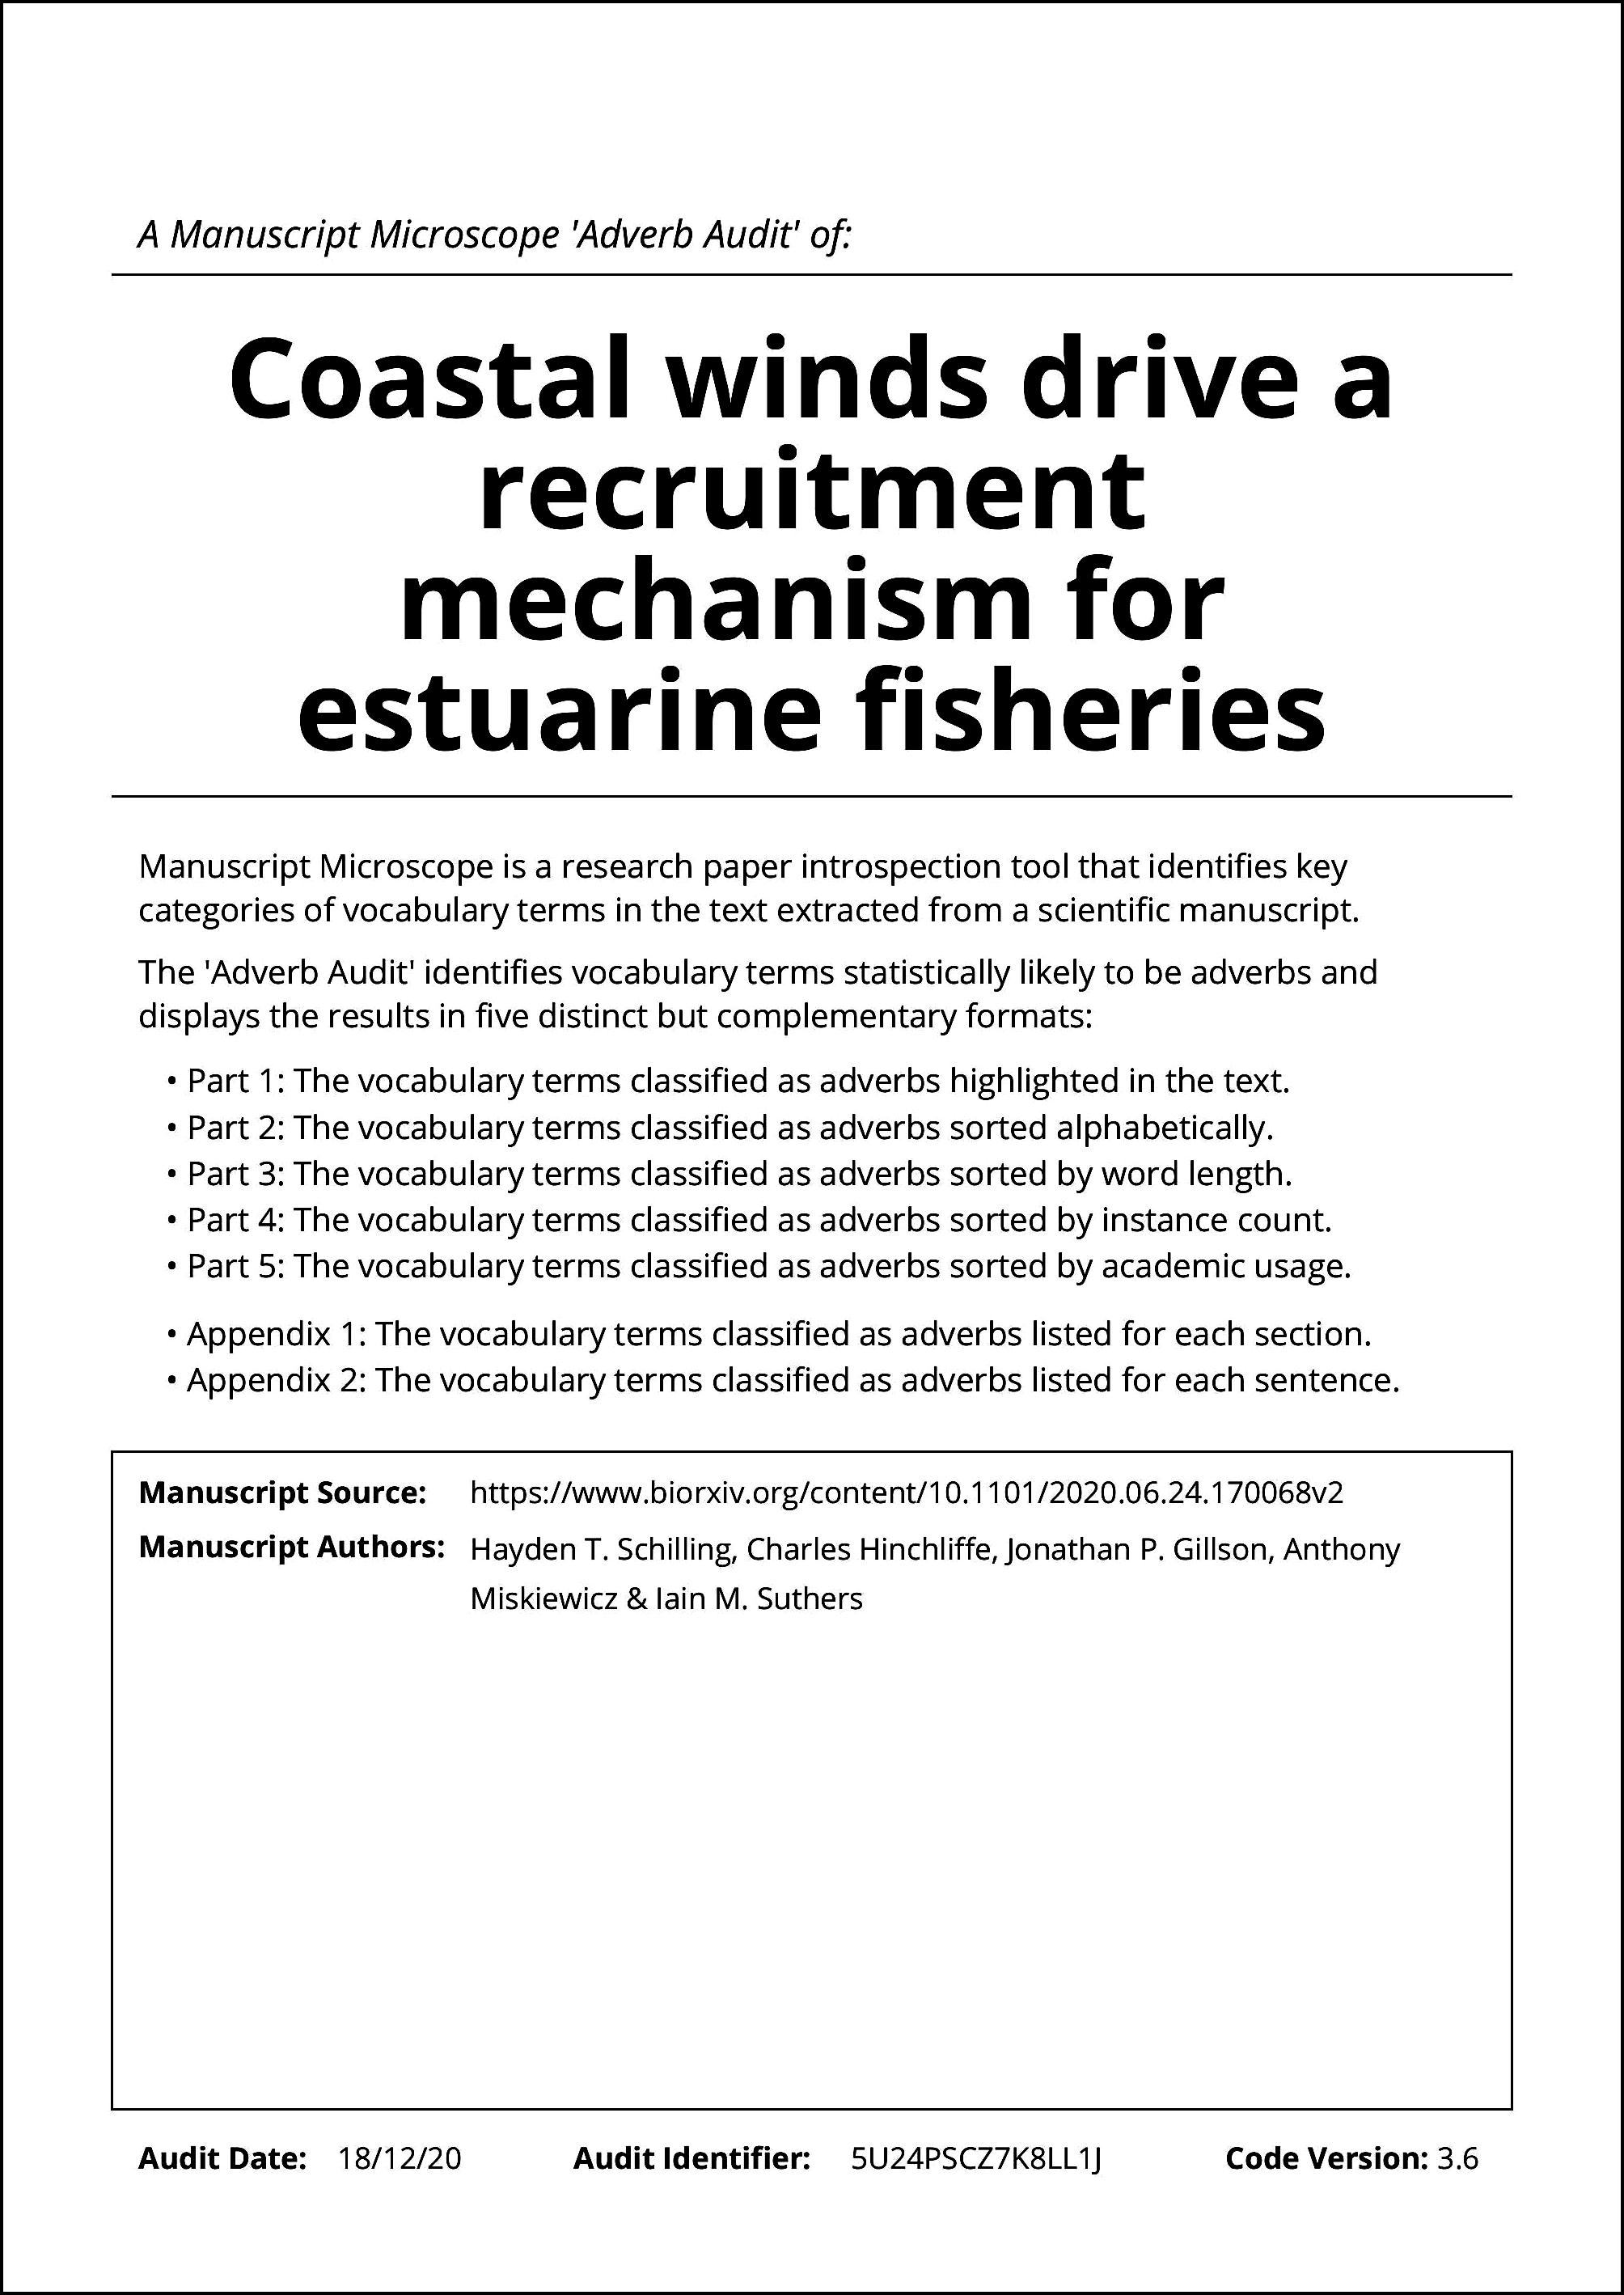 A Manuscript Microscope 'Adverb Audit' of:
Coastal winds drive a
recruitment
mechanism for
estuarine fisheries
Manuscript Microscope is a research paper introspection tool that identifies key
categories of vocabulary terms in the text extracted from a scientific manuscript.
The 'Adverb Audit' identifies vocabulary terms statistically likely to be adverbs and
displays the results in five distinct but complementary formats:
• Part 1: The vocabulary terms classified as adverbs highlighted in the text.
• Part 2: The vocabulary terms classified as adverbs sorted alphabetically.
• Part 3: The vocabulary terms classified as adverbs sorted by word length.
• Part 4: The vocabulary terms classified as adverbs sorted by instance count.
• Part 5: The vocabulary terms classified as adverbs sorted by academic usage.
• Appendix 1: The vocabulary terms classified as adverbs listed for each section.
• Appendix 2: The vocabulary terms classified as adverbs listed for each sentence.
Manuscript Source: https://www.biorxiv.org/content/10.1101/2020.06.24.170068v2
Manuscript Authors: Hayden T. Schilling, Charles Hinchliffe, Jonathan P. Gillson, Anthony
Miskiewicz & Iain M. Suthers
Audit Date: 18/12/20 Audit Identifier: 5U24PSCZ7K8LL1J Code Version: 3.6